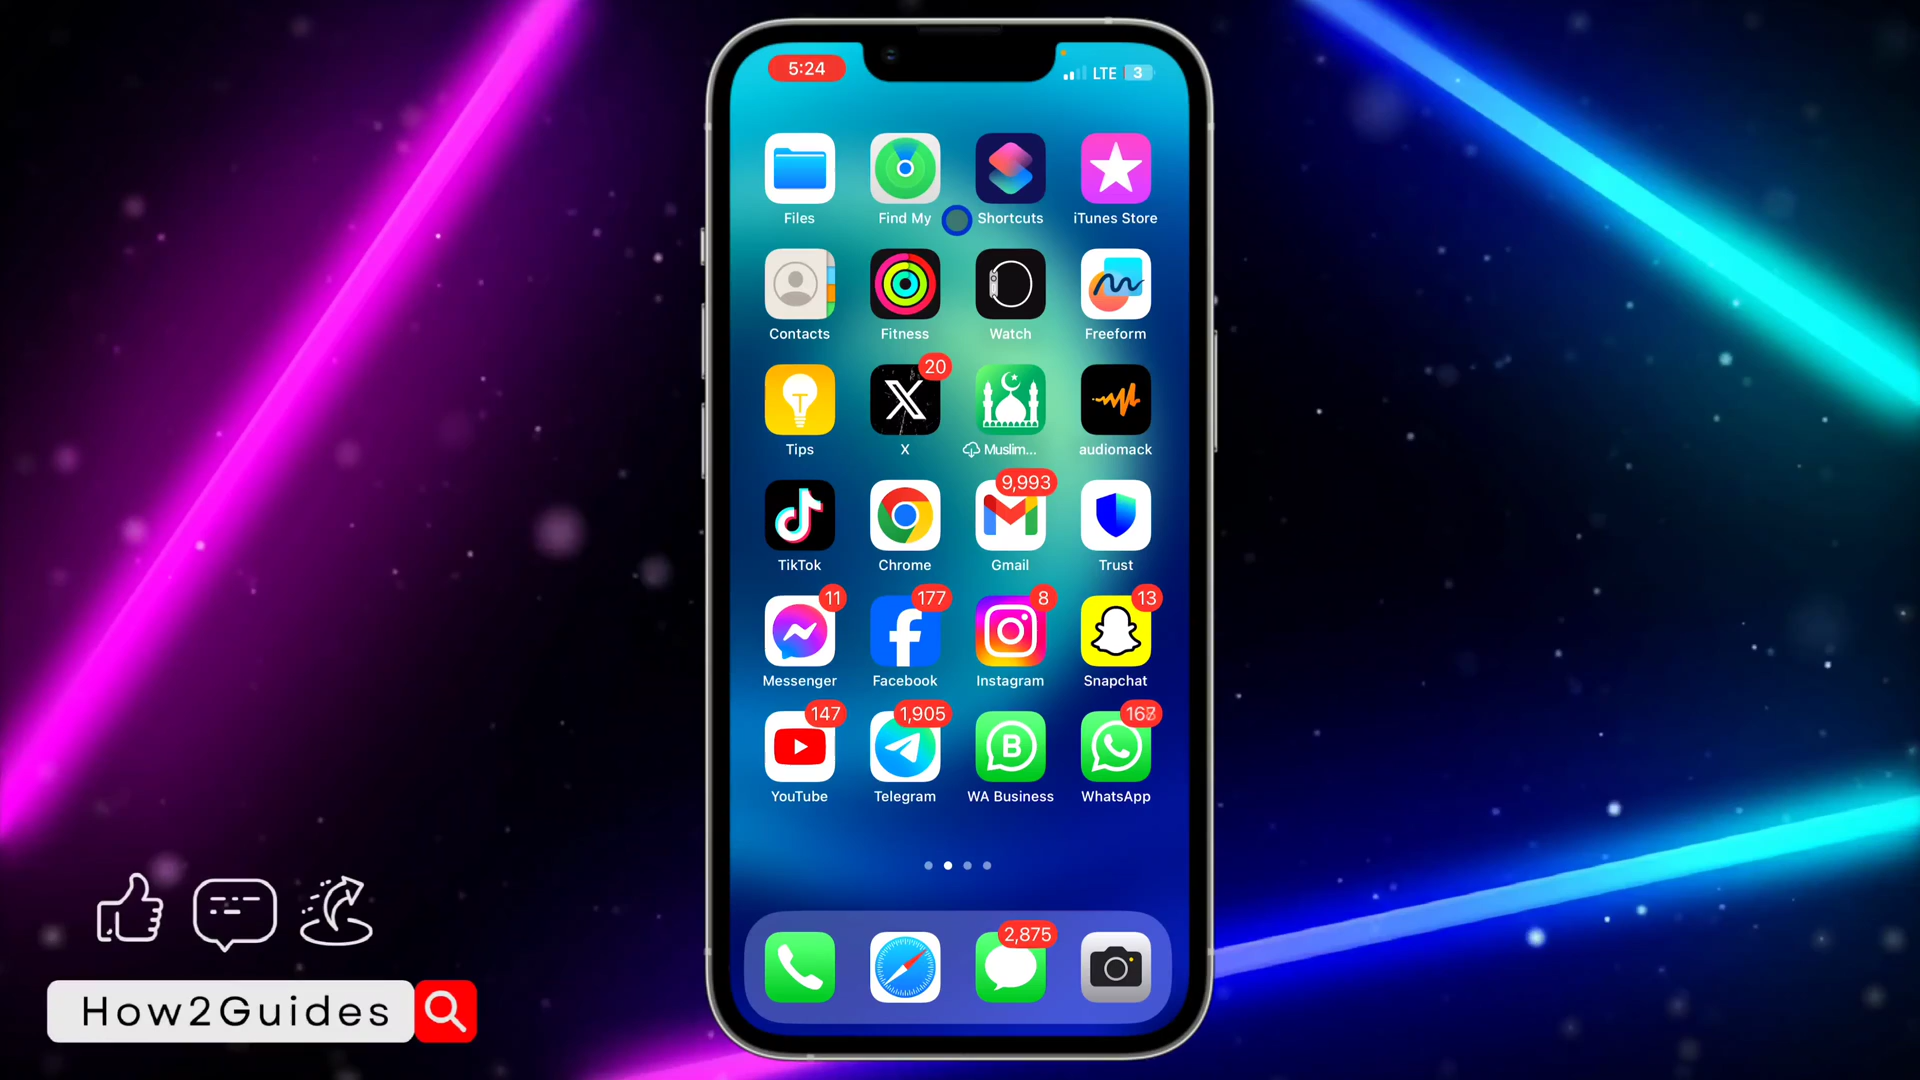 5:24
LTE 3
Files
Find My
Shortcuts
iTunes Store
Contacts
Fitness
Watch
Freeform
20
Tips
X
Muslim...
audiomack
9,993
TikTok
Chrome
Gmail
Trust
11
177
8
13
Messenger
Facebook
Instagram
Snapchat
147
1,905
B
YouTube
Telegram
WA Business
WhatsApp
2,875
How2Guides